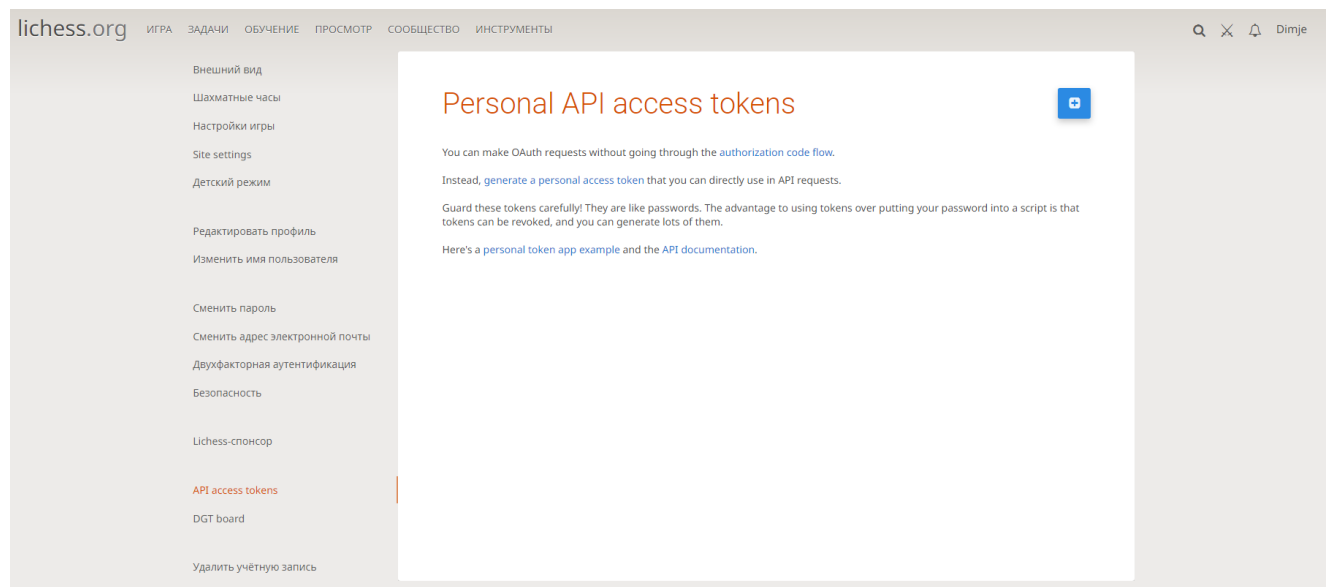 lichess.org ИГРА ЗАДАЧИ ОБУЧЕНИЕ ПРОСМОТР СООБЩЕСТВО ИНСТРУМЕНТЫ Dimje
Внешний вид
Шахматные часы
Настройки игры
Site settings
Детский режим
Редактировать профиль
Изменить имя пользователя
Сменить пароль
Сменить адрес электронной почты
Двухфакторная аутентификация
Безопасность
Lichess-спонсор
API access tokens
DGT board
Удалить учётную запись
Personal API access tokens
You can make OAuth requests without going through the authorization code flow.
Instead, generate a personal access token that you can directly use in API requests.
Guard these tokens carefully! They are like passwords. The advantage to using tokens over putting your password into a script is that
tokens can be revoked, and you can generate lots of them.
Here's a personal token app example and the API documentation.